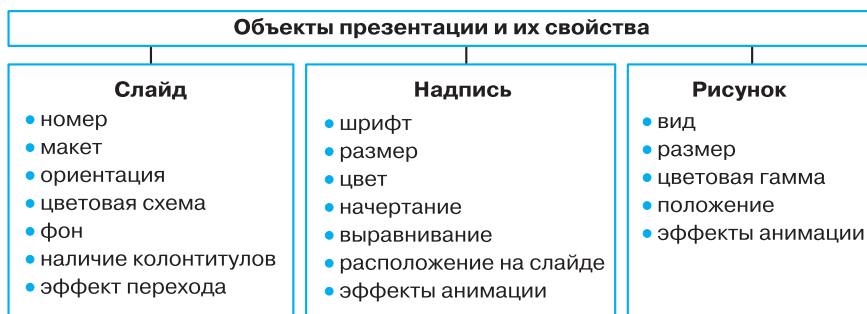 Объекты презентации и их свойства
Слайд
• номер
• макет
• ориентация
• цветовая схема
• фон
• наличие колонтитулов
• эффект перехода
Надпись
• шрифт
• размер
• цвет
• начертание
• выравнивание
• расположение на слайде
• эффекты анимации
Рисунок
• вид
• размер
• цветовая гамма
• положение
• эффекты анимации